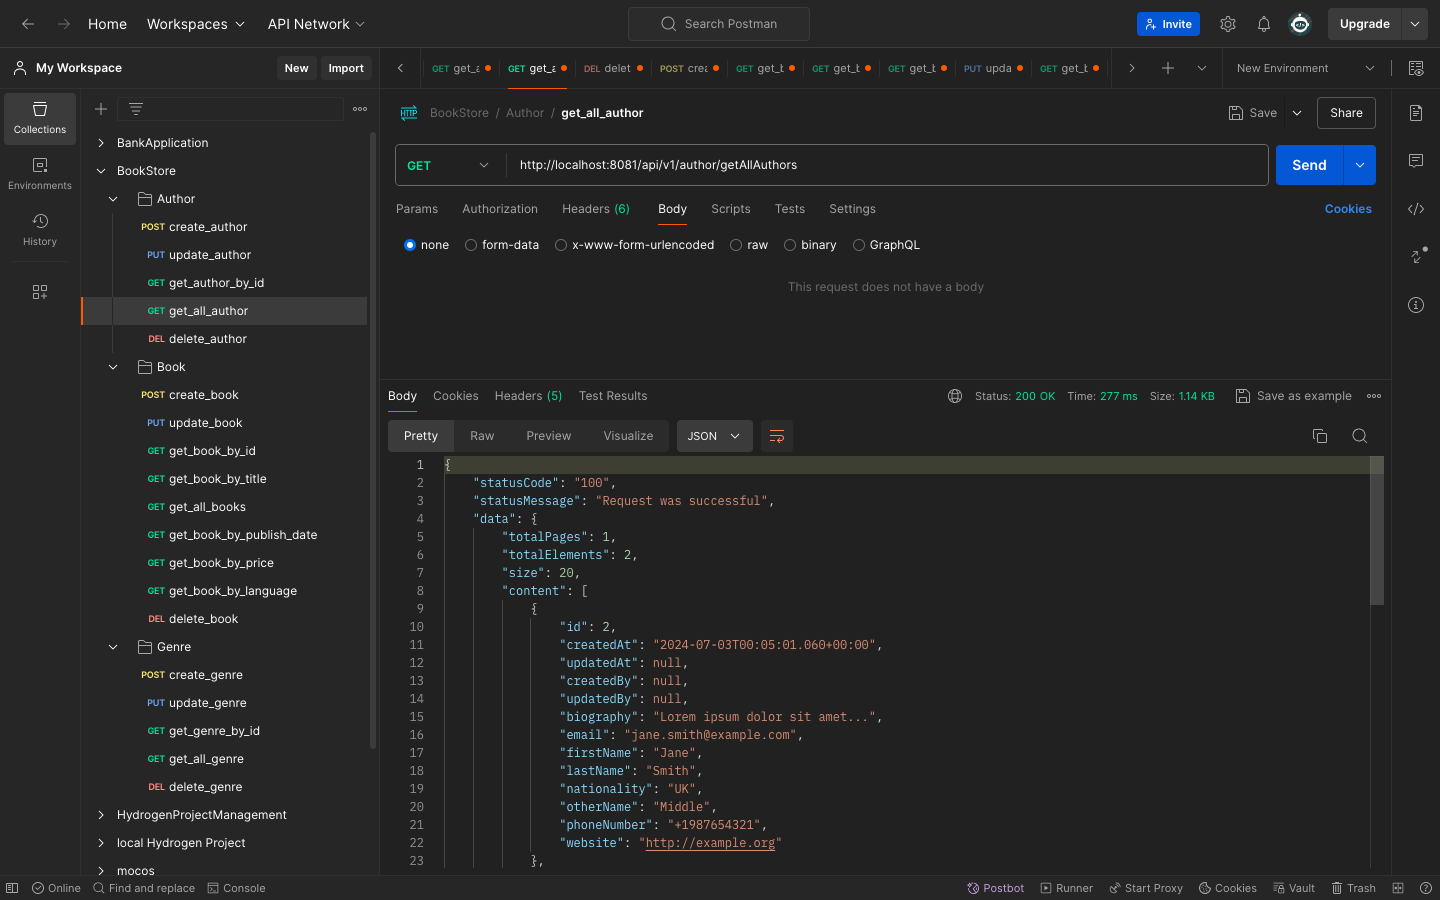 Home Workspaces API Network Search Postman Invite Upgrade
My Workspace New Import
GET get_a GET get_a DEL delet POST crea GET get_b GET get_b GET get_b PUT upda GET get_b New Environment
Collections
Environments
History
BankApplication
BookStore
Author
POST create_author
PUT update_author
GET get_author_by_id
GET get_all_author
DEL delete_author
Book
POST create_book
PUT update_book
GET get_book_by_id
GET get_book_by_title
GET get_all_books
GET get_book_by_publish_date
GET get_book_by_price
GET get_book_by_language
DEL delete_book
Genre
POST create_genre
PUT update_genre
GET get_genre_by_id
GET get_all_genre
DEL delete_genre
HydrogenProjectManagement
local Hydrogen Project
mocos
HTTP BookStore / Author / get_all_author Save Share
GET http://localhost:8081/api/v1/author/getAllAuthors Send
Params Authorization Headers (6) Body Scripts Tests Settings Cookies
none form-data x-www-form-urlencoded raw binary GraphQL
This request does not have a body
Body Cookies Headers (5) Test Results Status: 200 OK Time: 277 ms Size: 1.14 KB Save as example
Pretty Raw Preview Visualize JSON
1 {
2 "statusCode": "100",
3 "statusMessage": "Request was successful",
4 "data": {
5 "totalPages": 1,
6 "totalElements": 2,
7 "size": 20,
8 "content": [
9 {
10 "id": 2,
11 "createdAt": "2024-07-03T00:05:01.060+00:00",
12 "updatedAt": null,
13 "createdBy": null,
14 "updatedBy": null,
15 "biography": "Lorem ipsum dolor sit amet...",
16 "email": "jane.smith@example.com",
17 "firstName": "Jane",
18 "lastName": "Smith",
19 "nationality": "UK",
20 "otherName": "Middle",
21 "phoneNumber": "+1987654321",
22 "website": "http://example.org"
23 },
Online Find and replace Console Postbot Runner Start Proxy Cookies Vault Trash